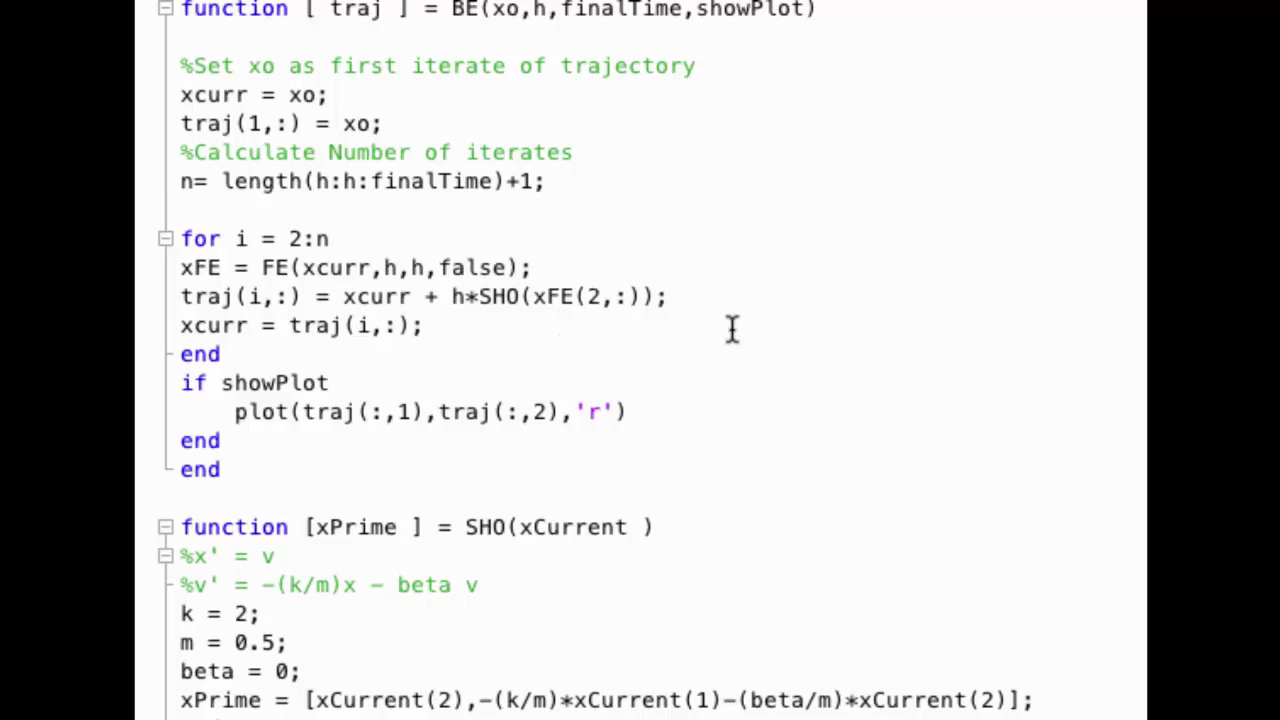 function [ traj ] = BE(xo,h,finalTime,showPlot)
%Set xo as first iterate of trajectory
xcurr = xo;
traj(1,:) = xo;
%Calculate Number of iterates
n= length(h:h:finalTime)+1;
for i = 2:n
xFE = FE(xcurr,h,h,false);
traj(i,:) = xcurr + h*SHO(xFE(2,:));
xcurr = traj(i,:);
end
if showPlot
plot(traj(:,1),traj(:,2),'r')
end
end
function [xPrime ] = SHO(xCurrent )
%x' = v
%v' = -(k/m)x - beta v
k = 2;
m = 0.5;
beta = 0;
xPrime = [xCurrent(2),-(k/m)*xCurrent(1)-(beta/m)*xCurrent(2)];